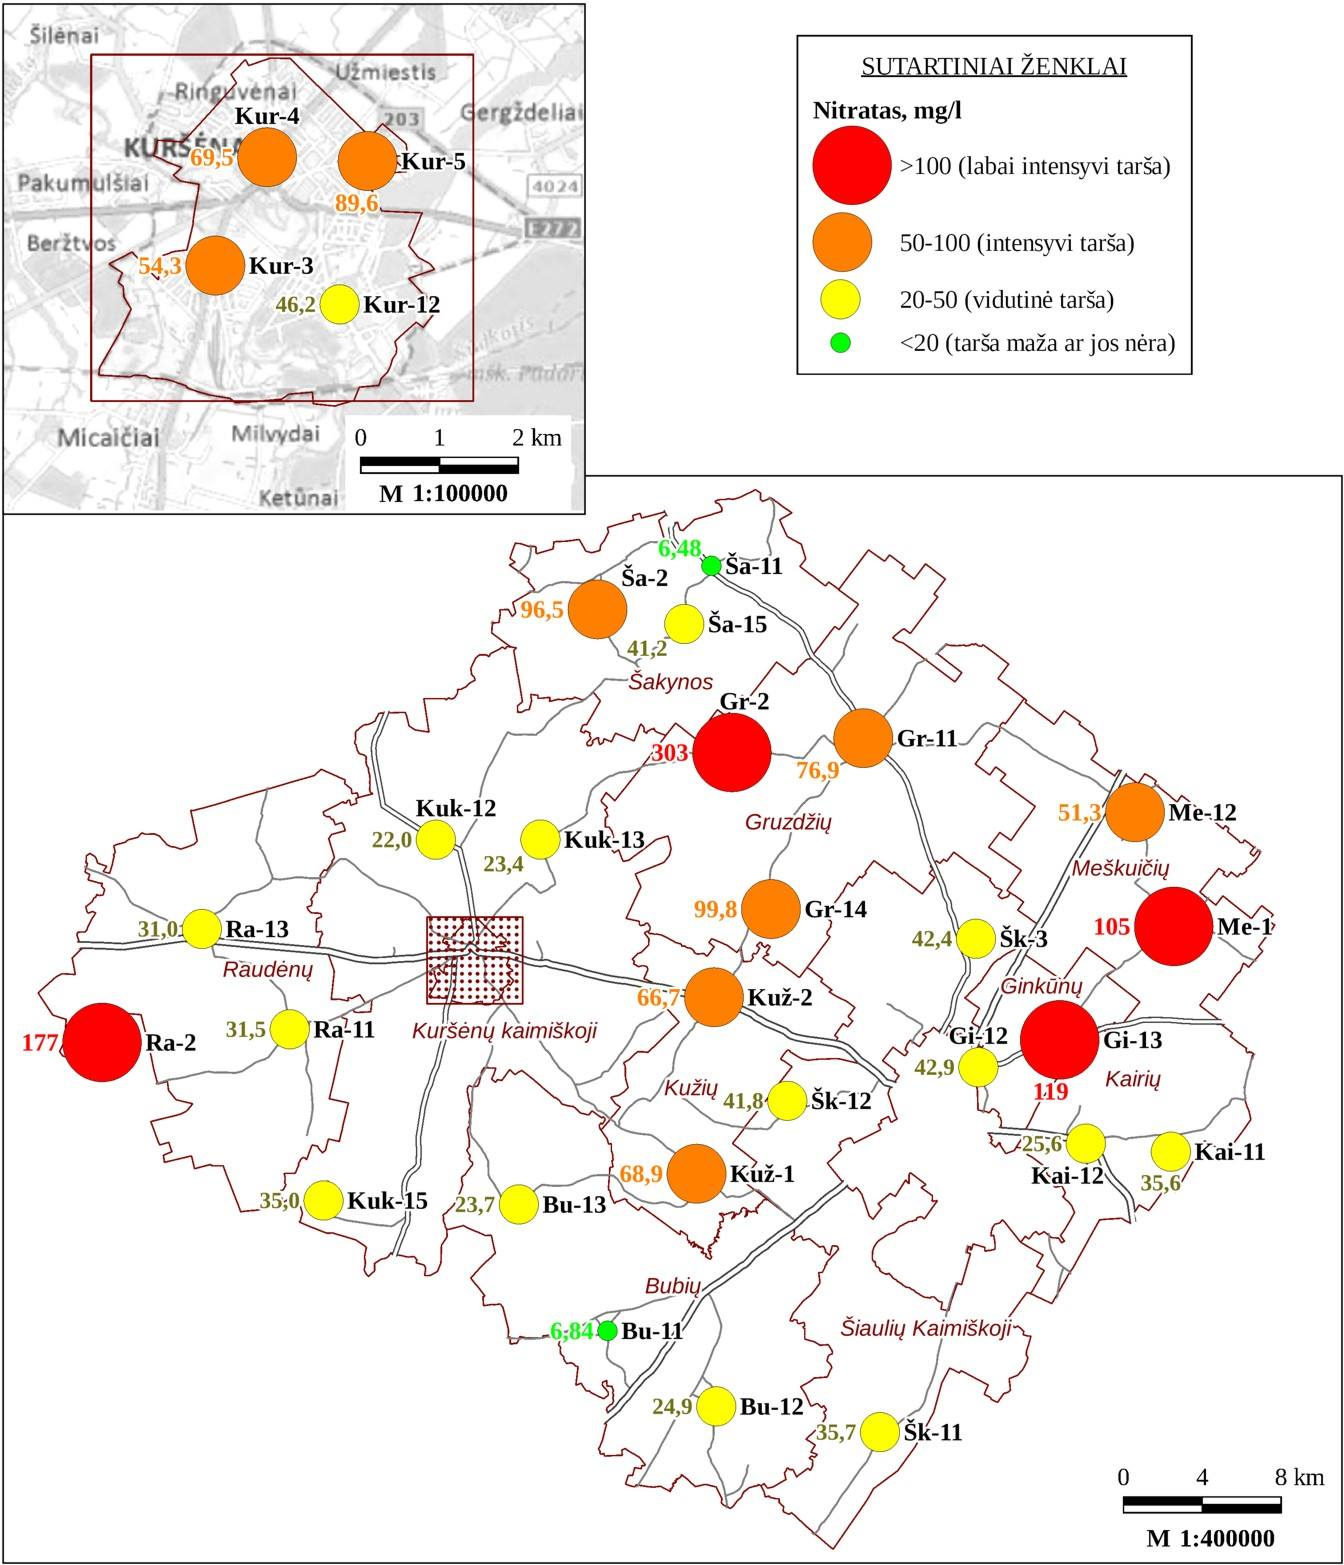 Šilėnai
Užmiestis
Ringuvėnai
Gergždeliai
203
Kur-4
KURŠĖNA
69,5
Kur-5
Pakumulšiai
4024
89,6
E272
Beržtvos
54,3
Kur-3
46,2
Kur-12
Micaičiai
Milvydai
Ketūnai
0 1 2 km
M 1:100000
SUTARTINIAI ŽENKLAI
Nitratas, mg/l
>100 (labai intensyvi tarša)
50-100 (intensyvi tarša)
20-50 (vidutinė tarša)
<20 (tarša maža ar jos nėra)
6,48
Ša-11
Ša-2
96,5
Ša-15
41,2
Šakynos
Gr-2
303
Gr-11
76,9
Kuk-12
22,0
Kuk-13
23,4
Gruzdžių
51,3
Me-12
Meškuičių
99,8
Gr-14
105
Me-1
31,0
Ra-13
42,4
Šk-3
Raudėnų
Ginkūnų
66,7
Kuž-2
31,5
Ra-11
Kuršėnų kaimiškoji
177
Ra-2
Gi-12
42,9
Gi-13
119
Kairių
Kužių
41,8
Šk-12
25,6
Kai-12
Kai-11
35,6
68,9
Kuž-1
35,0
Kuk-15
23,7
Bu-13
Bubių
6,84
Bu-11
Šiaulių Kaimiškoji
24,9
Bu-12
35,7
Šk-11
0 4 8 km
M 1:400000